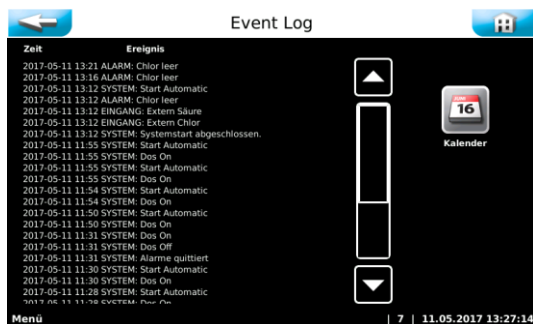 Event Log
Zeit Ereignis
2017-05-11 13:21 ALARM: Chlor leer
2017-05-11 13:16 ALARM: Chlor leer
2017-05-11 13:12 SYSTEM: Start Automatic
2017-05-11 13:12 ALARM: Chlor leer
2017-05-11 13:12 EINGANG: Extern Säure
2017-05-11 13:12 EINGANG: Extern Chlor
2017-05-11 13:12 SYSTEM: Systemstart abgeschlossen.
2017-05-11 11:55 SYSTEM: Start Automatic
2017-05-11 11:55 SYSTEM: Dos On
2017-05-11 11:55 SYSTEM: Start Automatic
2017-05-11 11:55 SYSTEM: Dos On
2017-05-11 11:54 SYSTEM: Start Automatic
2017-05-11 11:54 SYSTEM: Dos On
2017-05-11 11:50 SYSTEM: Start Automatic
2017-05-11 11:50 SYSTEM: Dos On
2017-05-11 11:31 SYSTEM: Dos On
2017-05-11 11:31 SYSTEM: Dos Off
2017-05-11 11:31 SYSTEM: Alarme quittiert
2017-05-11 11:30 SYSTEM: Start Automatic
2017-05-11 11:30 SYSTEM: Dos On
2017-05-11 11:28 SYSTEM: Start Automatic
2017-05-11 11:28 SYSTEM: Dos On
16
Kalender
Menü | 7 | 11.05.2017 13:27:14